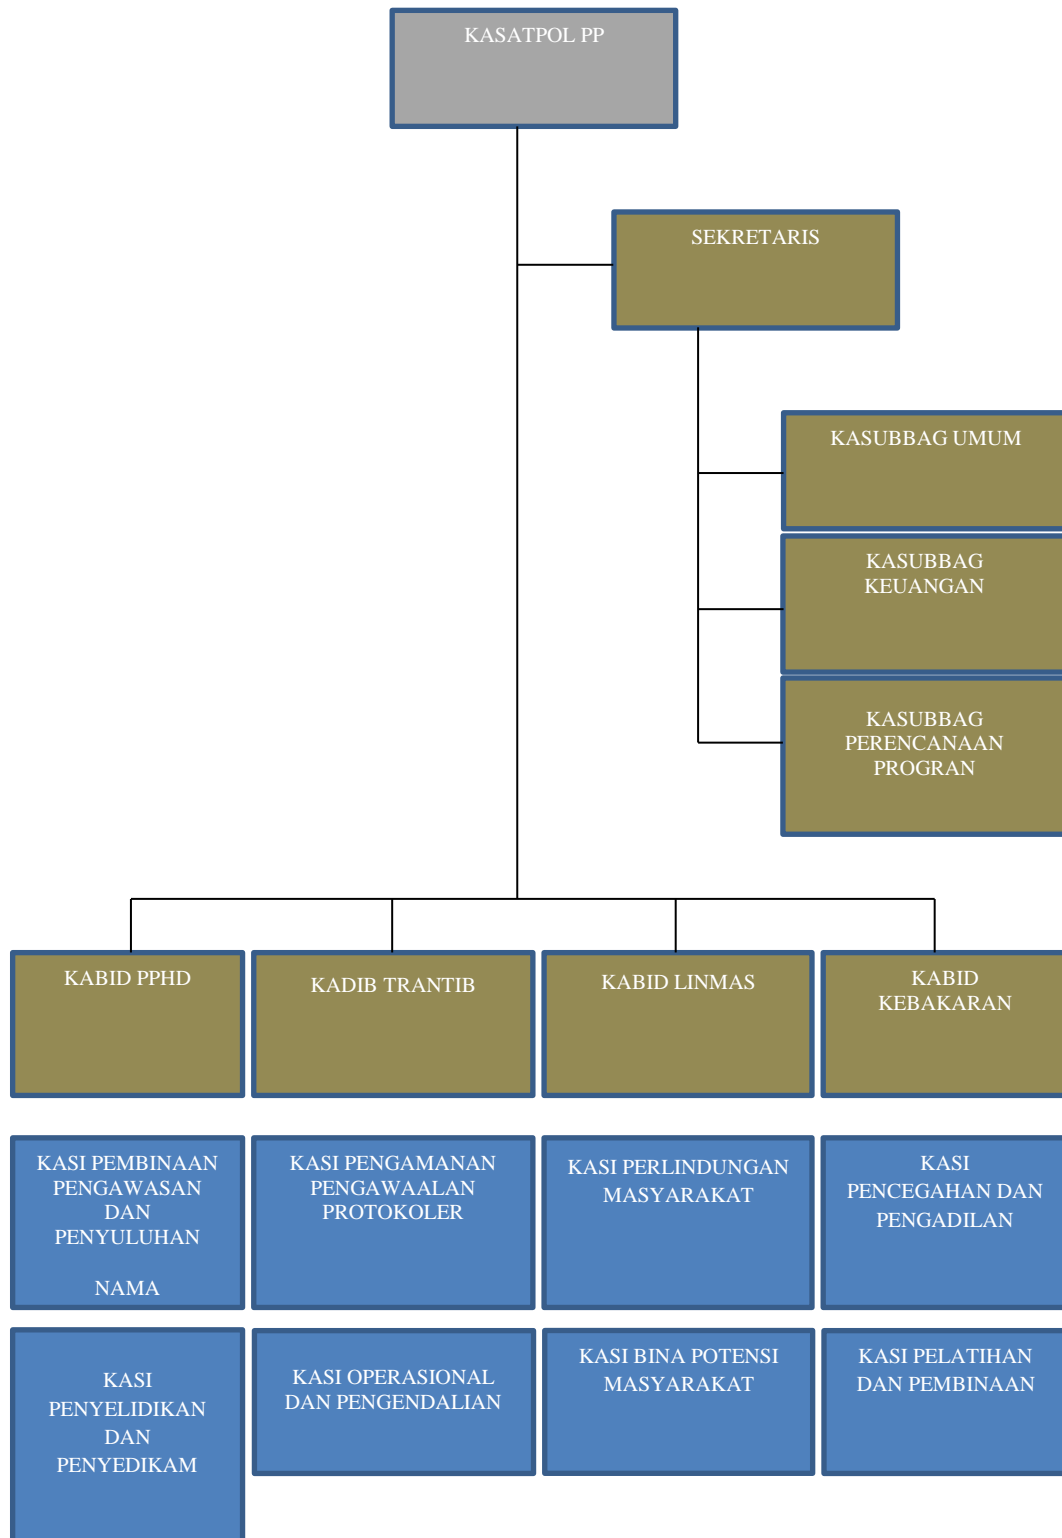 KASATPOL PP
SEKRETARIS
KASUBBAG UMUM
KASUBBAG
KEUANGAN
KASUBBAG
PERENCANAAN
PROGRAN
KABID PPHD
KADIB TRANTIB
KABID LINMAS
KABID
KEBAKARAN
KASI PEMBINAAN
PENGAWASAN
DAN
PENYULUHAN
NAMA
KASI PENGAMANAN
PENGAWAALAN
PROTOKOLER
KASI PERLINDUNGAN
MASYARAKAT
KASI
PENCEGAHAN DAN
PENGADILAN
KASI
PENYELIDIKAN
DAN
PENYEDIKAM
KASI OPERASIONAL
DAN PENGENDALIAN
KASI BINA POTENSI
MASYARAKAT
KASI PELATIHAN
DAN PEMBINAAN